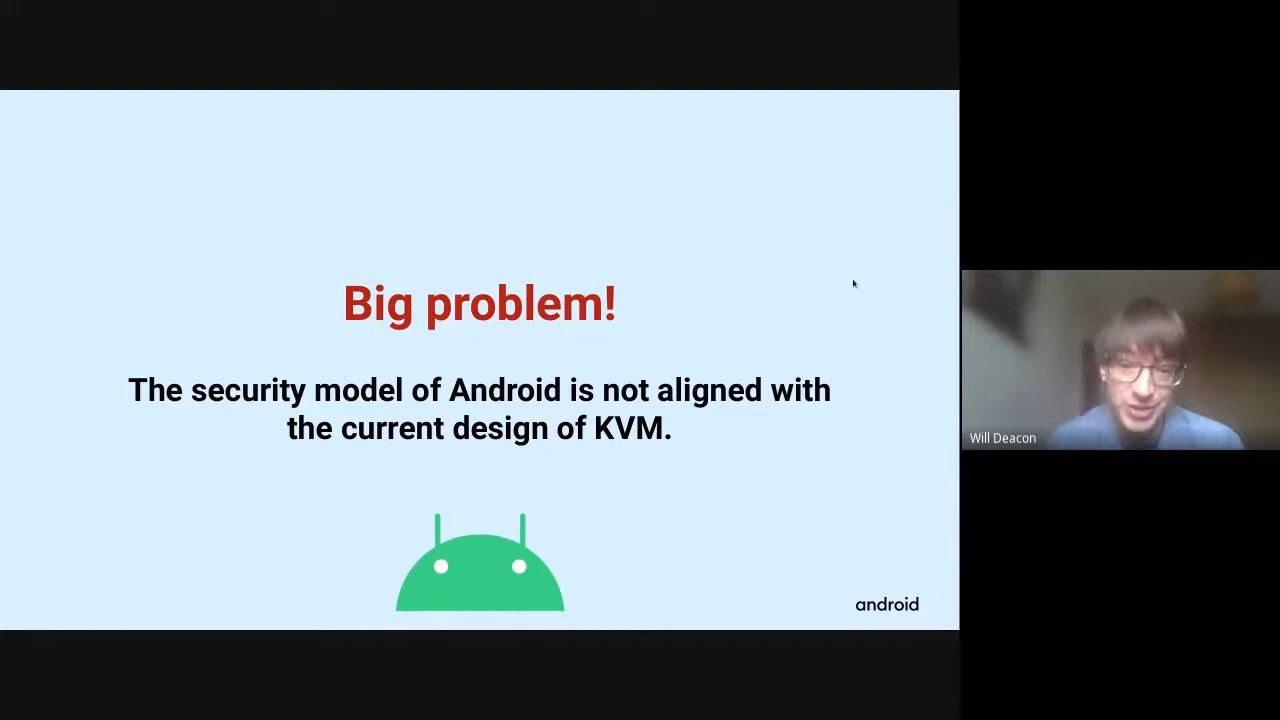 Big problem!
The security model of Android is not aligned with
the current design of KVM.
android
Will Deacon